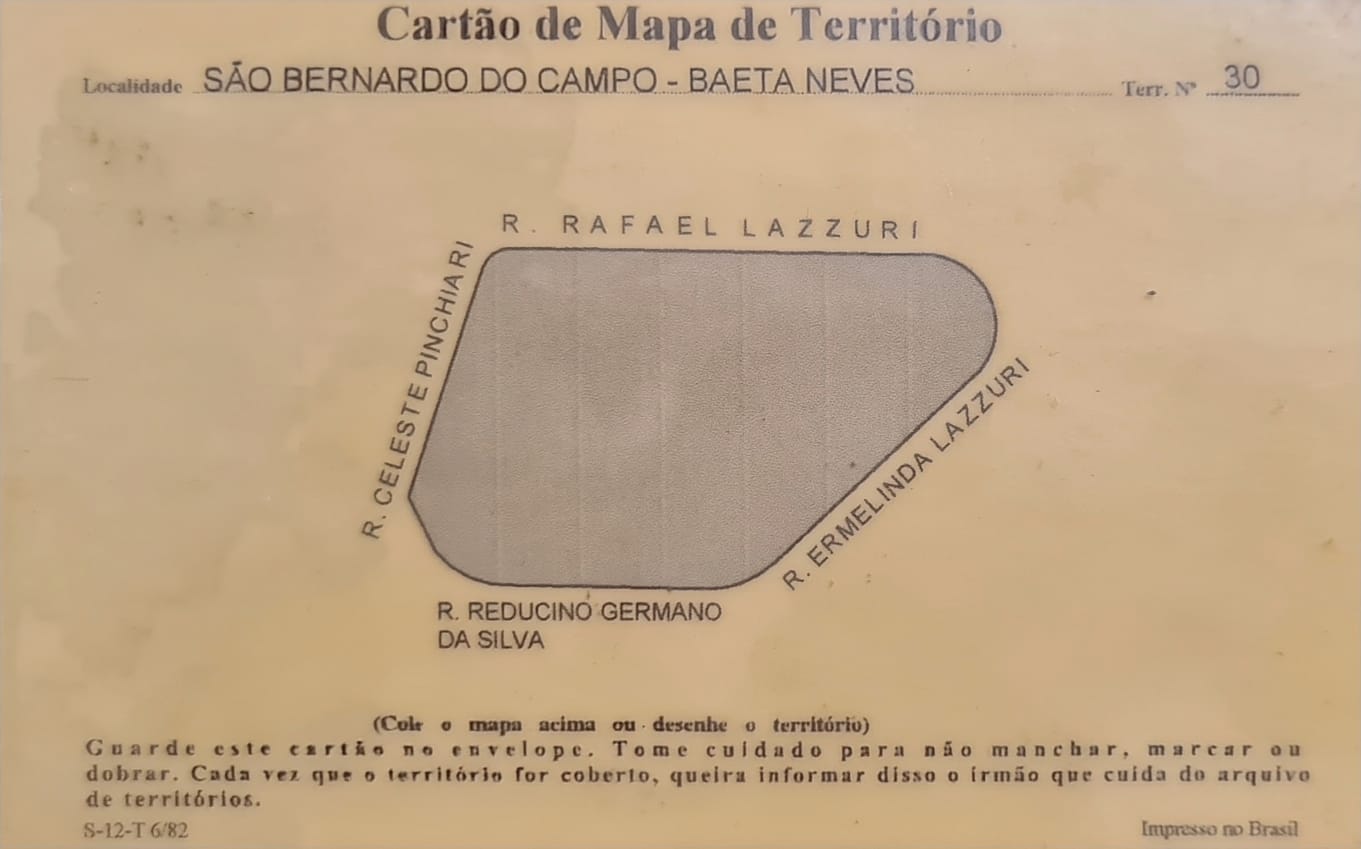 Cartão de Mapa de Território
Localidade SÃO BERNARDO DO CAMPO - BAETA NEVES Terr. Nº 30
R. RAFAEL LAZZURI
R. CELESTE PINCHIARI
R. ERMELINDA LAZZURI
R. REDUCINO GERMANO
DA SILVA
(Cole o mapa acima ou desenhe o território)
Guarde este cartão no envelope. Tome cuidado para não manchar, marcar ou
dobrar. Cada vez que o território for coberto, queira informar disso o irmão que cuida do arquivo
de territórios.
S-12-T 6/82 Impresso no Brasil